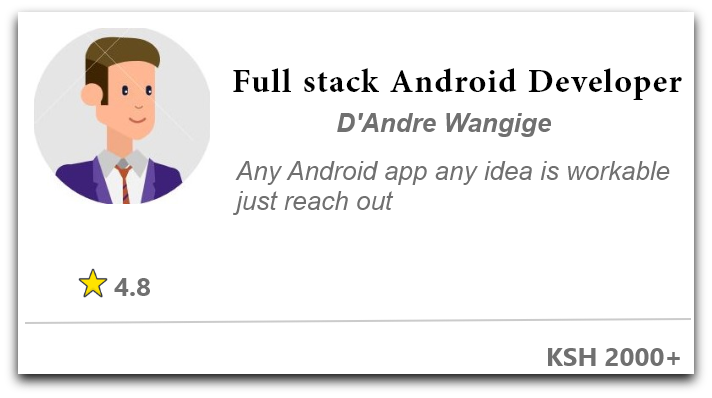 Full stack Android Developer
D'Andre Wangige
Any Android app any idea is workable
just reach out
4.8
KSH 2000+